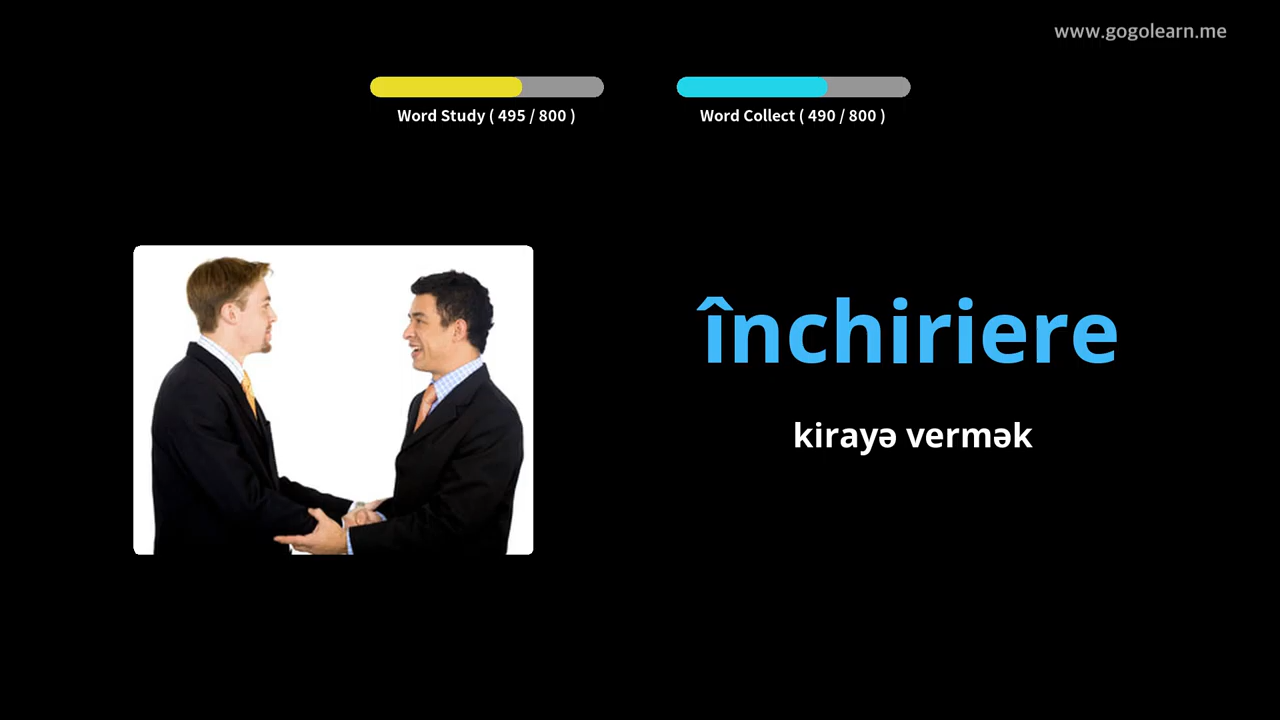 www.gogolearn.me
Word Study ( 495 / 800 )
Word Collect ( 490 / 800 )
închiriere
kirayə vermək